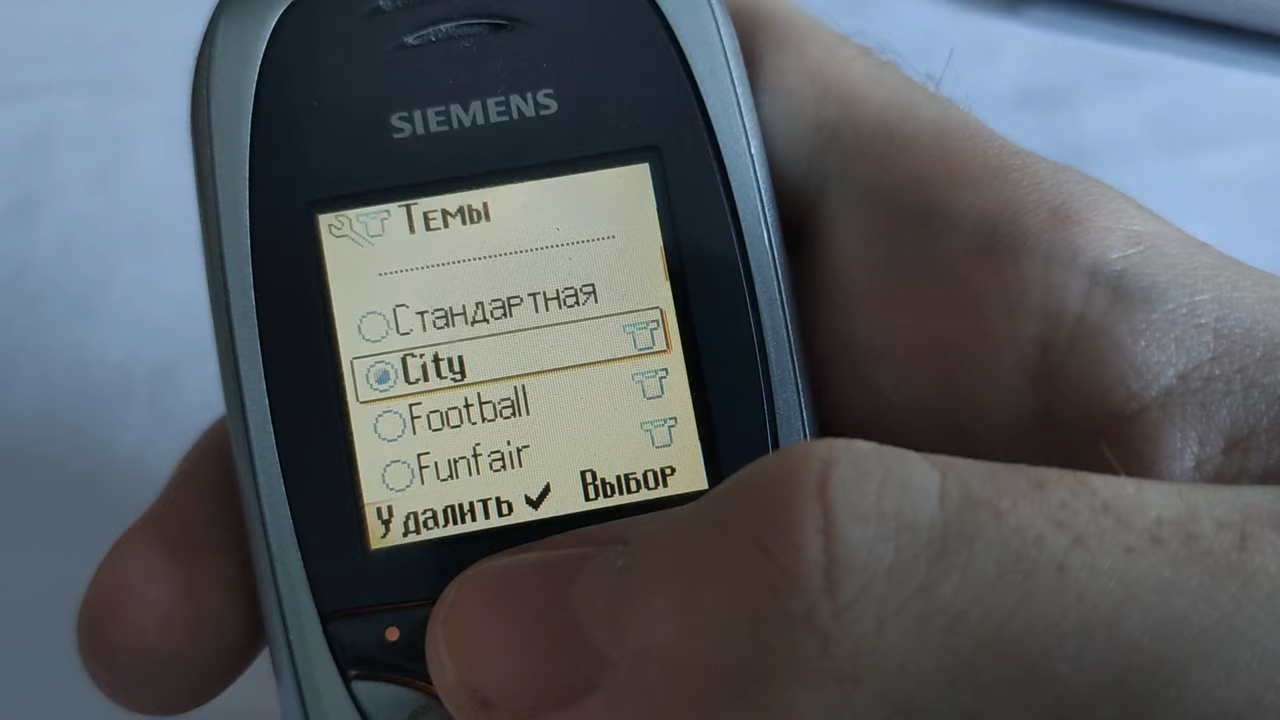 SIEMENS
Темы
Стандартная
City
Football
Funfair
Удалить Выбор